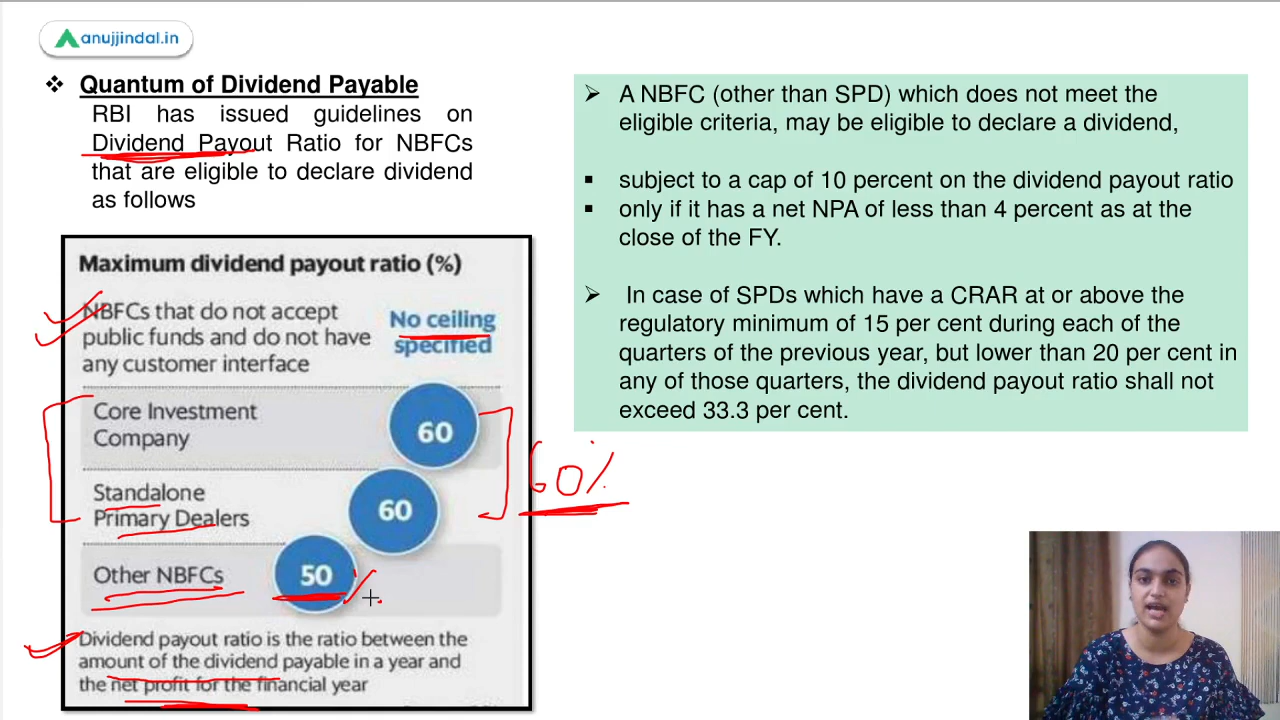 anujjindal.in
❖ Quantum of Dividend Payable
RBI has issued guidelines on
Dividend Payout Ratio for NBFCs
that are eligible to declare dividend
as follows
Maximum dividend payout ratio (%)
NBFCs that do not accept
public funds and do not have
any customer interface
No ceiling
specified
Core Investment
Company
60
Standalone
Primary Dealers
60
Other NBFCs
50
Dividend payout ratio is the ratio between the
amount of the dividend payable in a year and
the net profit for the financial year
60%
➢ A NBFC (other than SPD) which does not meet the
eligible criteria, may be eligible to declare a dividend,
▪ subject to a cap of 10 percent on the dividend payout ratio
▪ only if it has a net NPA of less than 4 percent as at the
close of the FY.
➢ In case of SPDs which have a CRAR at or above the
regulatory minimum of 15 per cent during each of the
quarters of the previous year, but lower than 20 per cent in
any of those quarters, the dividend payout ratio shall not
exceed 33.3 per cent.